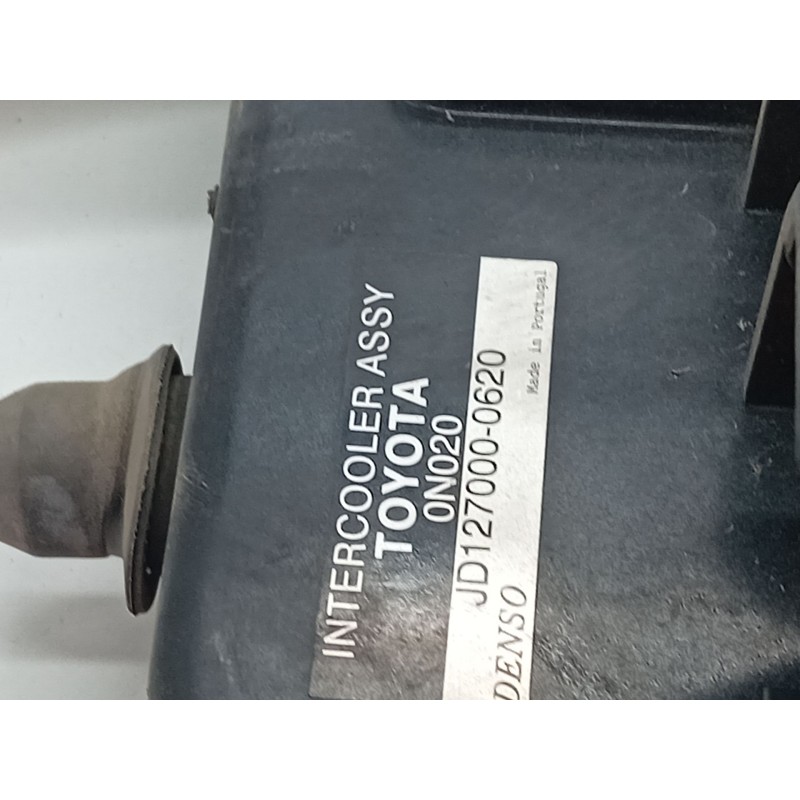 INTERCOOLER ASSY
TOYOTA
0N020
JD127000-0620
DENSO
Made in Portugal